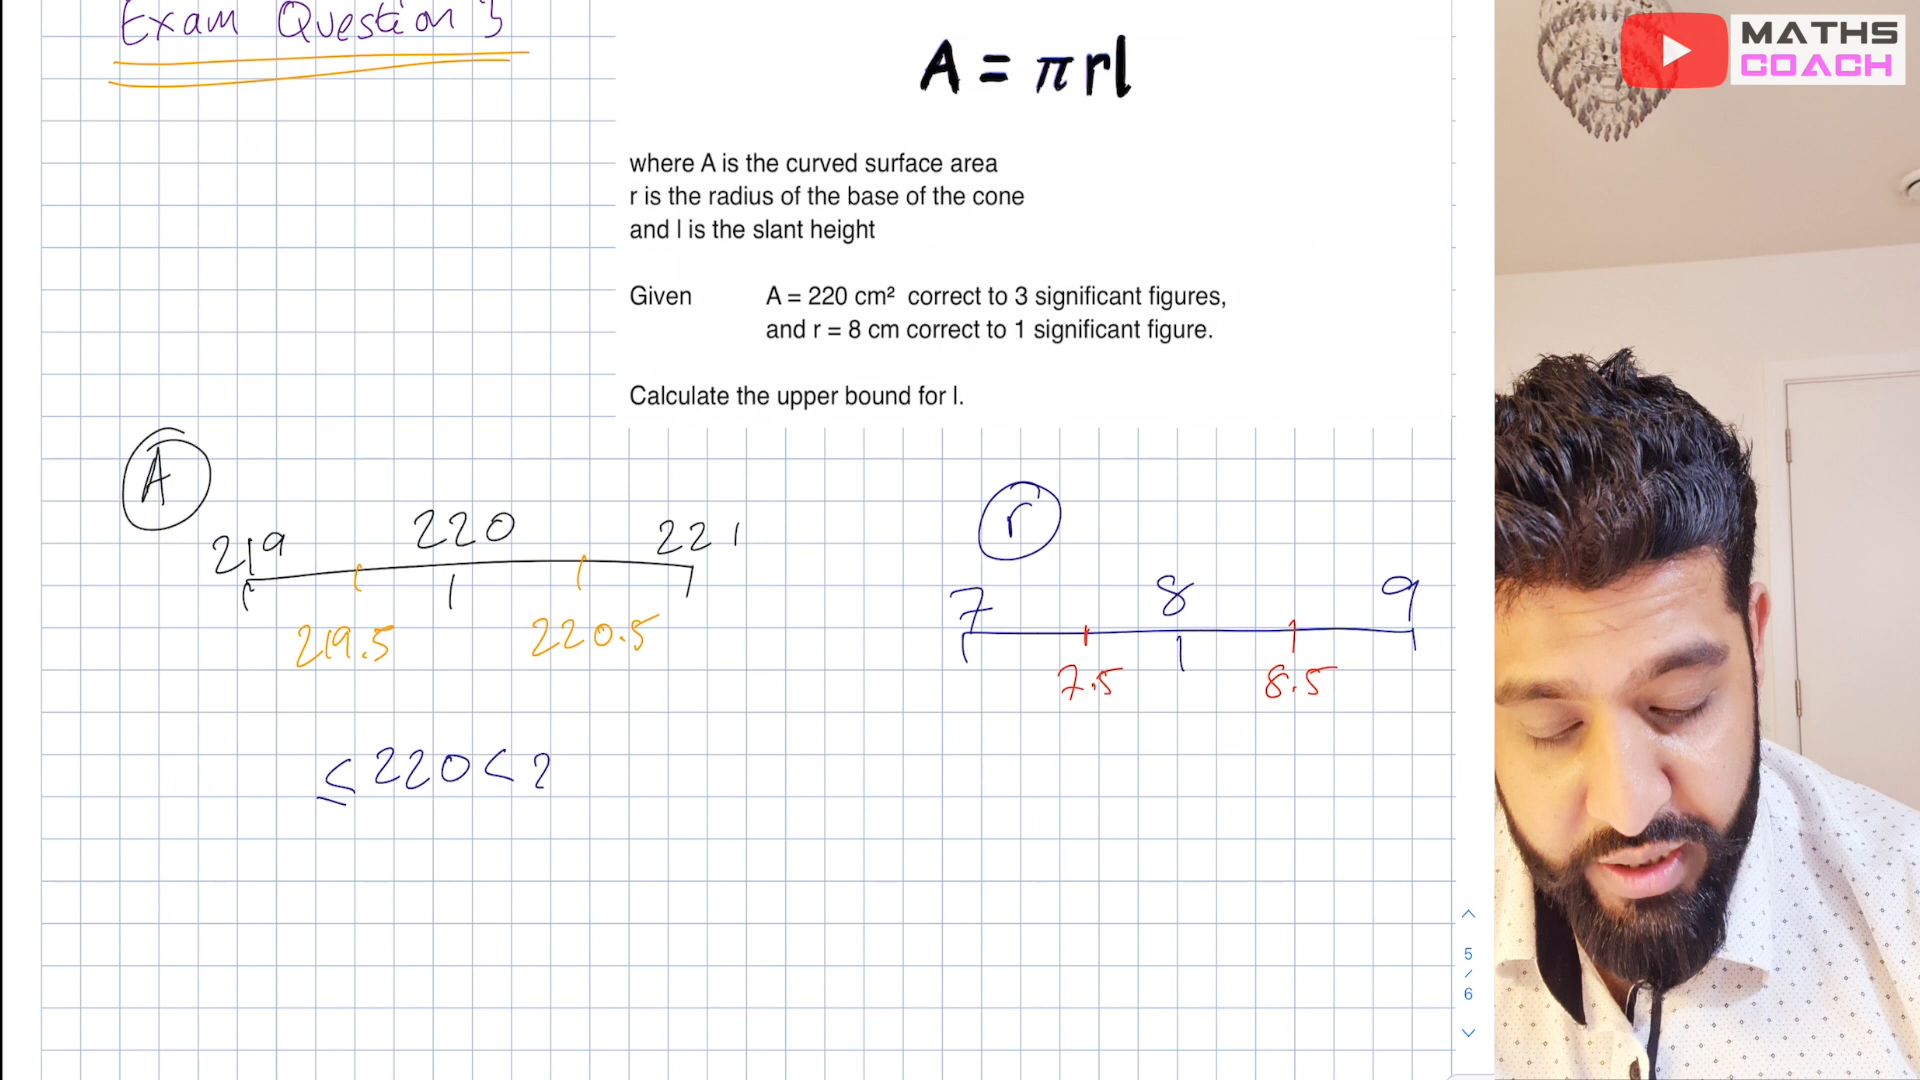 Exam Question 3
MATHS
COACH
A = πrl
where A is the curved surface area
r is the radius of the base of the cone
and l is the slant height
Given A = 220 cm² correct to 3 significant figures,
and r = 8 cm correct to 1 significant figure.
Calculate the upper bound for l.
A
219 220 221
219.5 220.5
≤ 220 < 2
r
7 8 9
7.5 8.5
5
/
6